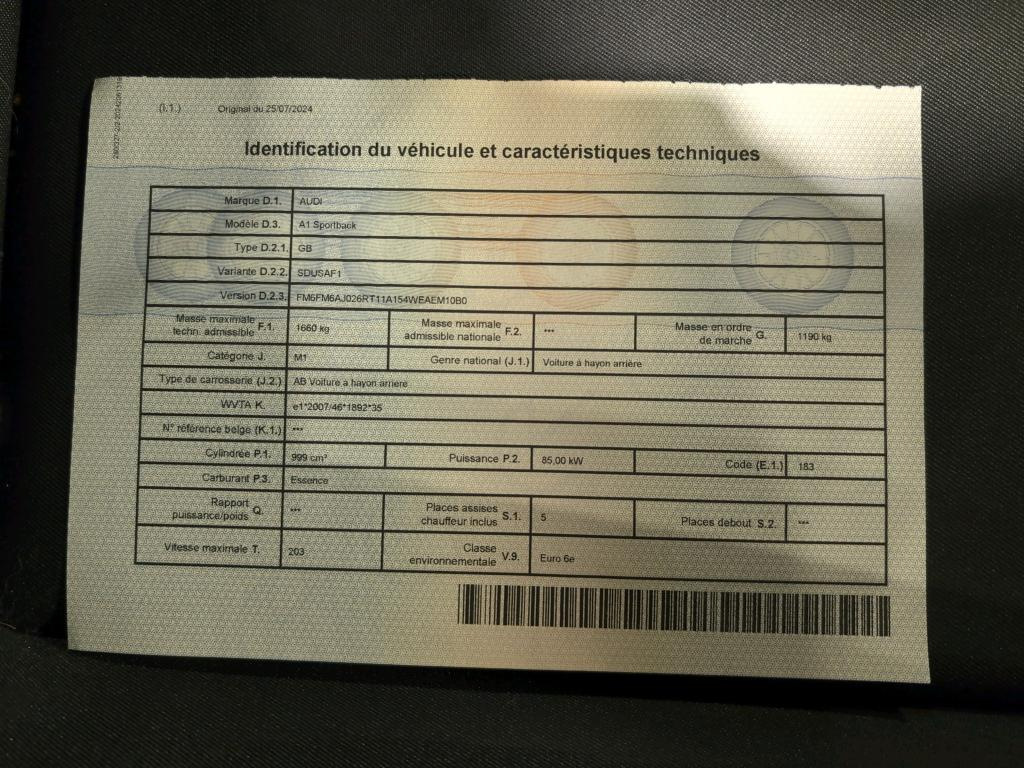 (I.1.) Original du 25/07/2024
Identification du véhicule et caractéristiques techniques
Marque D.1. AUDI
Modèle D.3. A1 Sportback
Type D.2.1. GB
Variante D.2.2. SDUSAF1
Version D.2.3. FM6FM6AJ026RT11A154WEAEM10B0
Masse maximale techn. admissible F.1. 1660 kg Masse maximale admissible nationale F.2. *** Masse en ordre de marche G. 1190 kg
Catégorie J. M1 Genre national (J.1.) Voiture à hayon arrière
Type de carrosserie (J.2.) AB Voiture à hayon arrière
WVTA K. e1*2007/46*1892*35
N° référence belge (K.1.) ***
Cylindrée P.1. 999 cm³ Puissance P.2. 85,00 kW Code (E.1.) 183
Carburant P.3. Essence
Rapport puissance/poids Q. *** Places assises chauffeur inclus S.1. 5 Places debout S.2. ***
Vitesse maximale T. 203 Classe environnementale V.9. Euro 6e